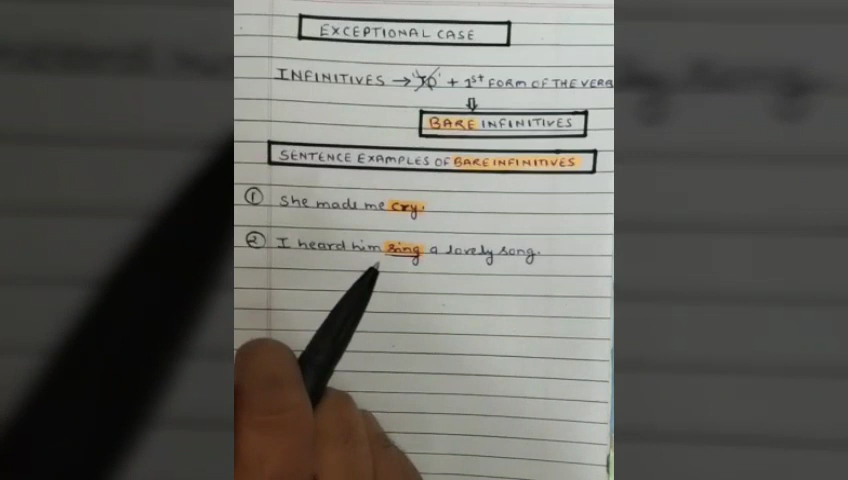 EXCEPTIONAL CASE
INFINITIVES → 'TO' + 1st FORM OF THE VERB
BARE INFINITIVES
SENTENCE EXAMPLES OF BARE INFINITIVES
① She made me cry.
② I heard him sing a lovely song.